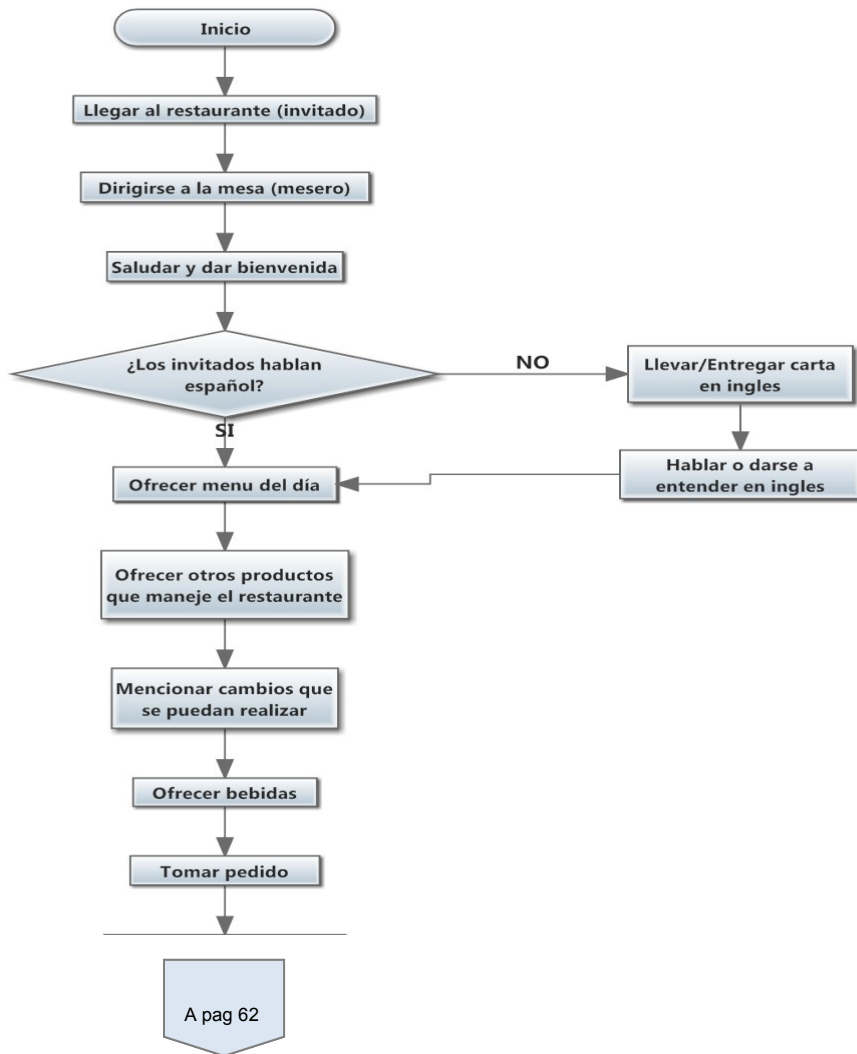 Inicio
Llegar al restaurante (invitado)
Dirigirse a la mesa (mesero)
Saludar y dar bienvenida
¿Los invitados hablan
español?
NO
Llevar/Entregar carta
en ingles
SI
Hablar o darse a
entender en ingles
Ofrecer menu del día
Ofrecer otros productos
que maneje el restaurante
Mencionar cambios que
se puedan realizar
Ofrecer bebidas
Tomar pedido
A pag 62